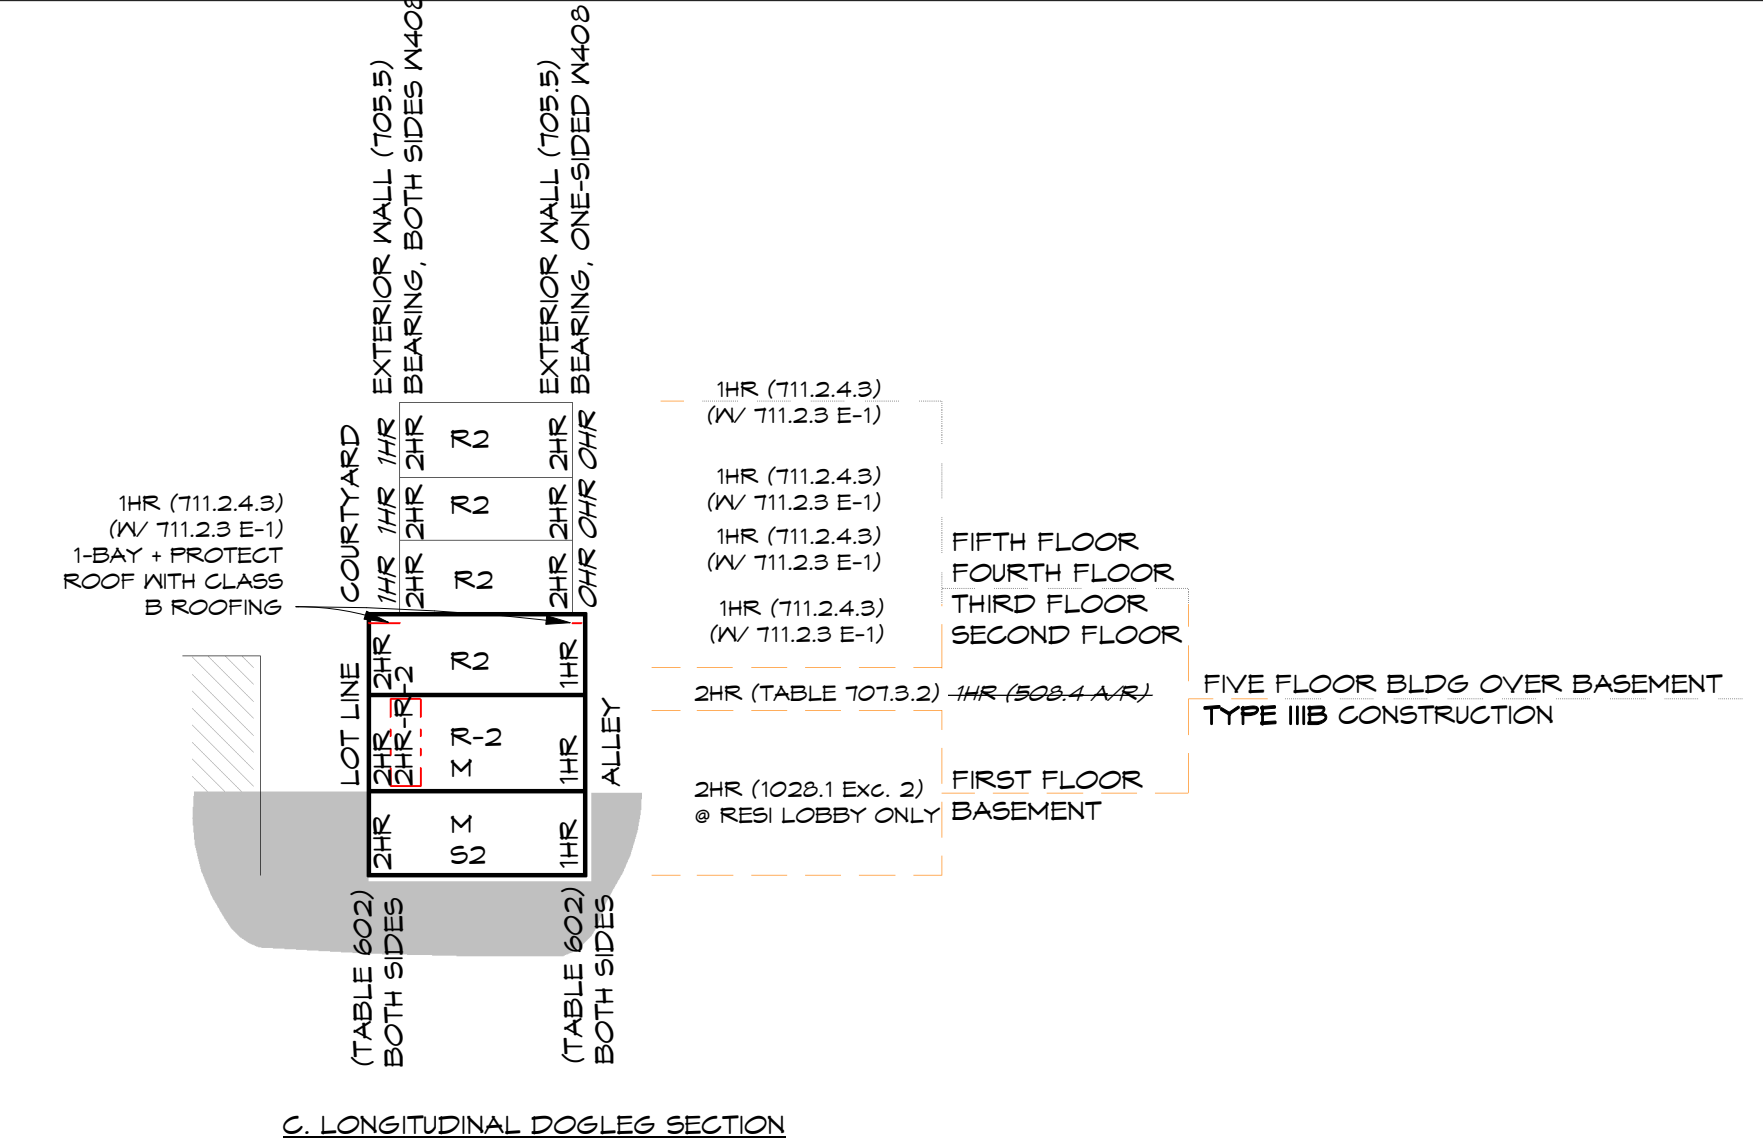 EXTERIOR WALL (705.5)
BEARING, BOTH SIDES W408
EXTERIOR WALL (705.5)
BEARING, ONE-SIDED W408
COURTYARD
1HR
2HR
R2
2HR
0HR
1HR
2HR
R2
2HR
0HR
1HR
2HR
R2
2HR
0HR
1HR (711.2.4.3)
(W/ 711.2.3 E-1)
1-BAY + PROTECT
ROOF WITH CLASS
B ROOFING
LOT LINE
2HR
R2
1HR
2HR
2HR-R-2
R-2
M
1HR
ALLEY
2HR
M
S2
1HR
(TABLE 602)
BOTH SIDES
(TABLE 602)
BOTH SIDES
1HR (711.2.4.3)
(W/ 711.2.3 E-1)
1HR (711.2.4.3)
(W/ 711.2.3 E-1)
1HR (711.2.4.3)
(W/ 711.2.3 E-1)
1HR (711.2.4.3)
(W/ 711.2.3 E-1)
2HR (TABLE 707.3.2) 1HR (508.4 A/R)
2HR (1028.1 Exc. 2)
@ RESI LOBBY ONLY
FIFTH FLOOR
FOURTH FLOOR
THIRD FLOOR
SECOND FLOOR
FIRST FLOOR
BASEMENT
FIVE FLOOR BLDG OVER BASEMENT
TYPE IIIB CONSTRUCTION
C. LONGITUDINAL DOGLEG SECTION